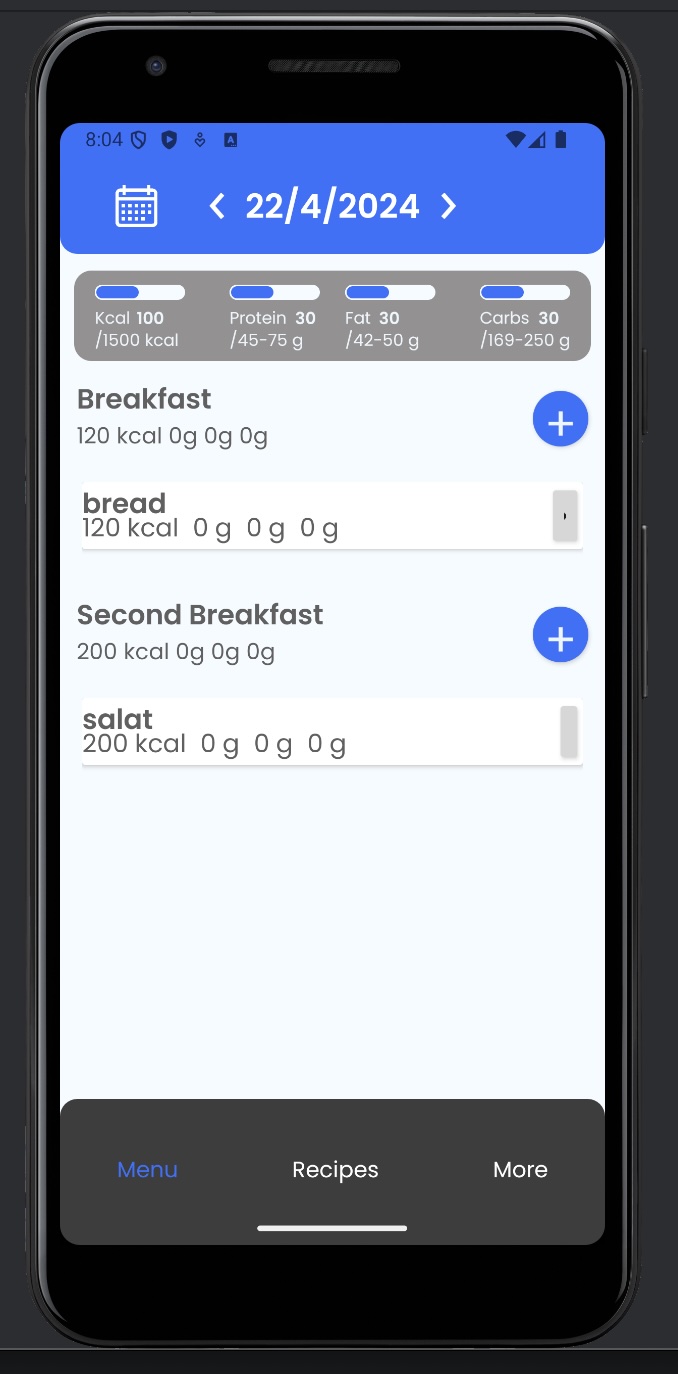 8:04
22/4/2024
Kcal 100 Protein 30 Fat 30 Carbs 30
/1500 kcal /45-75 g /42-50 g /169-250 g
Breakfast
120 kcal 0g 0g 0g
bread
120 kcal 0 g 0 g 0 g
Second Breakfast
200 kcal 0g 0g 0g
salat
200 kcal 0 g 0 g 0 g
Menu Recipes More